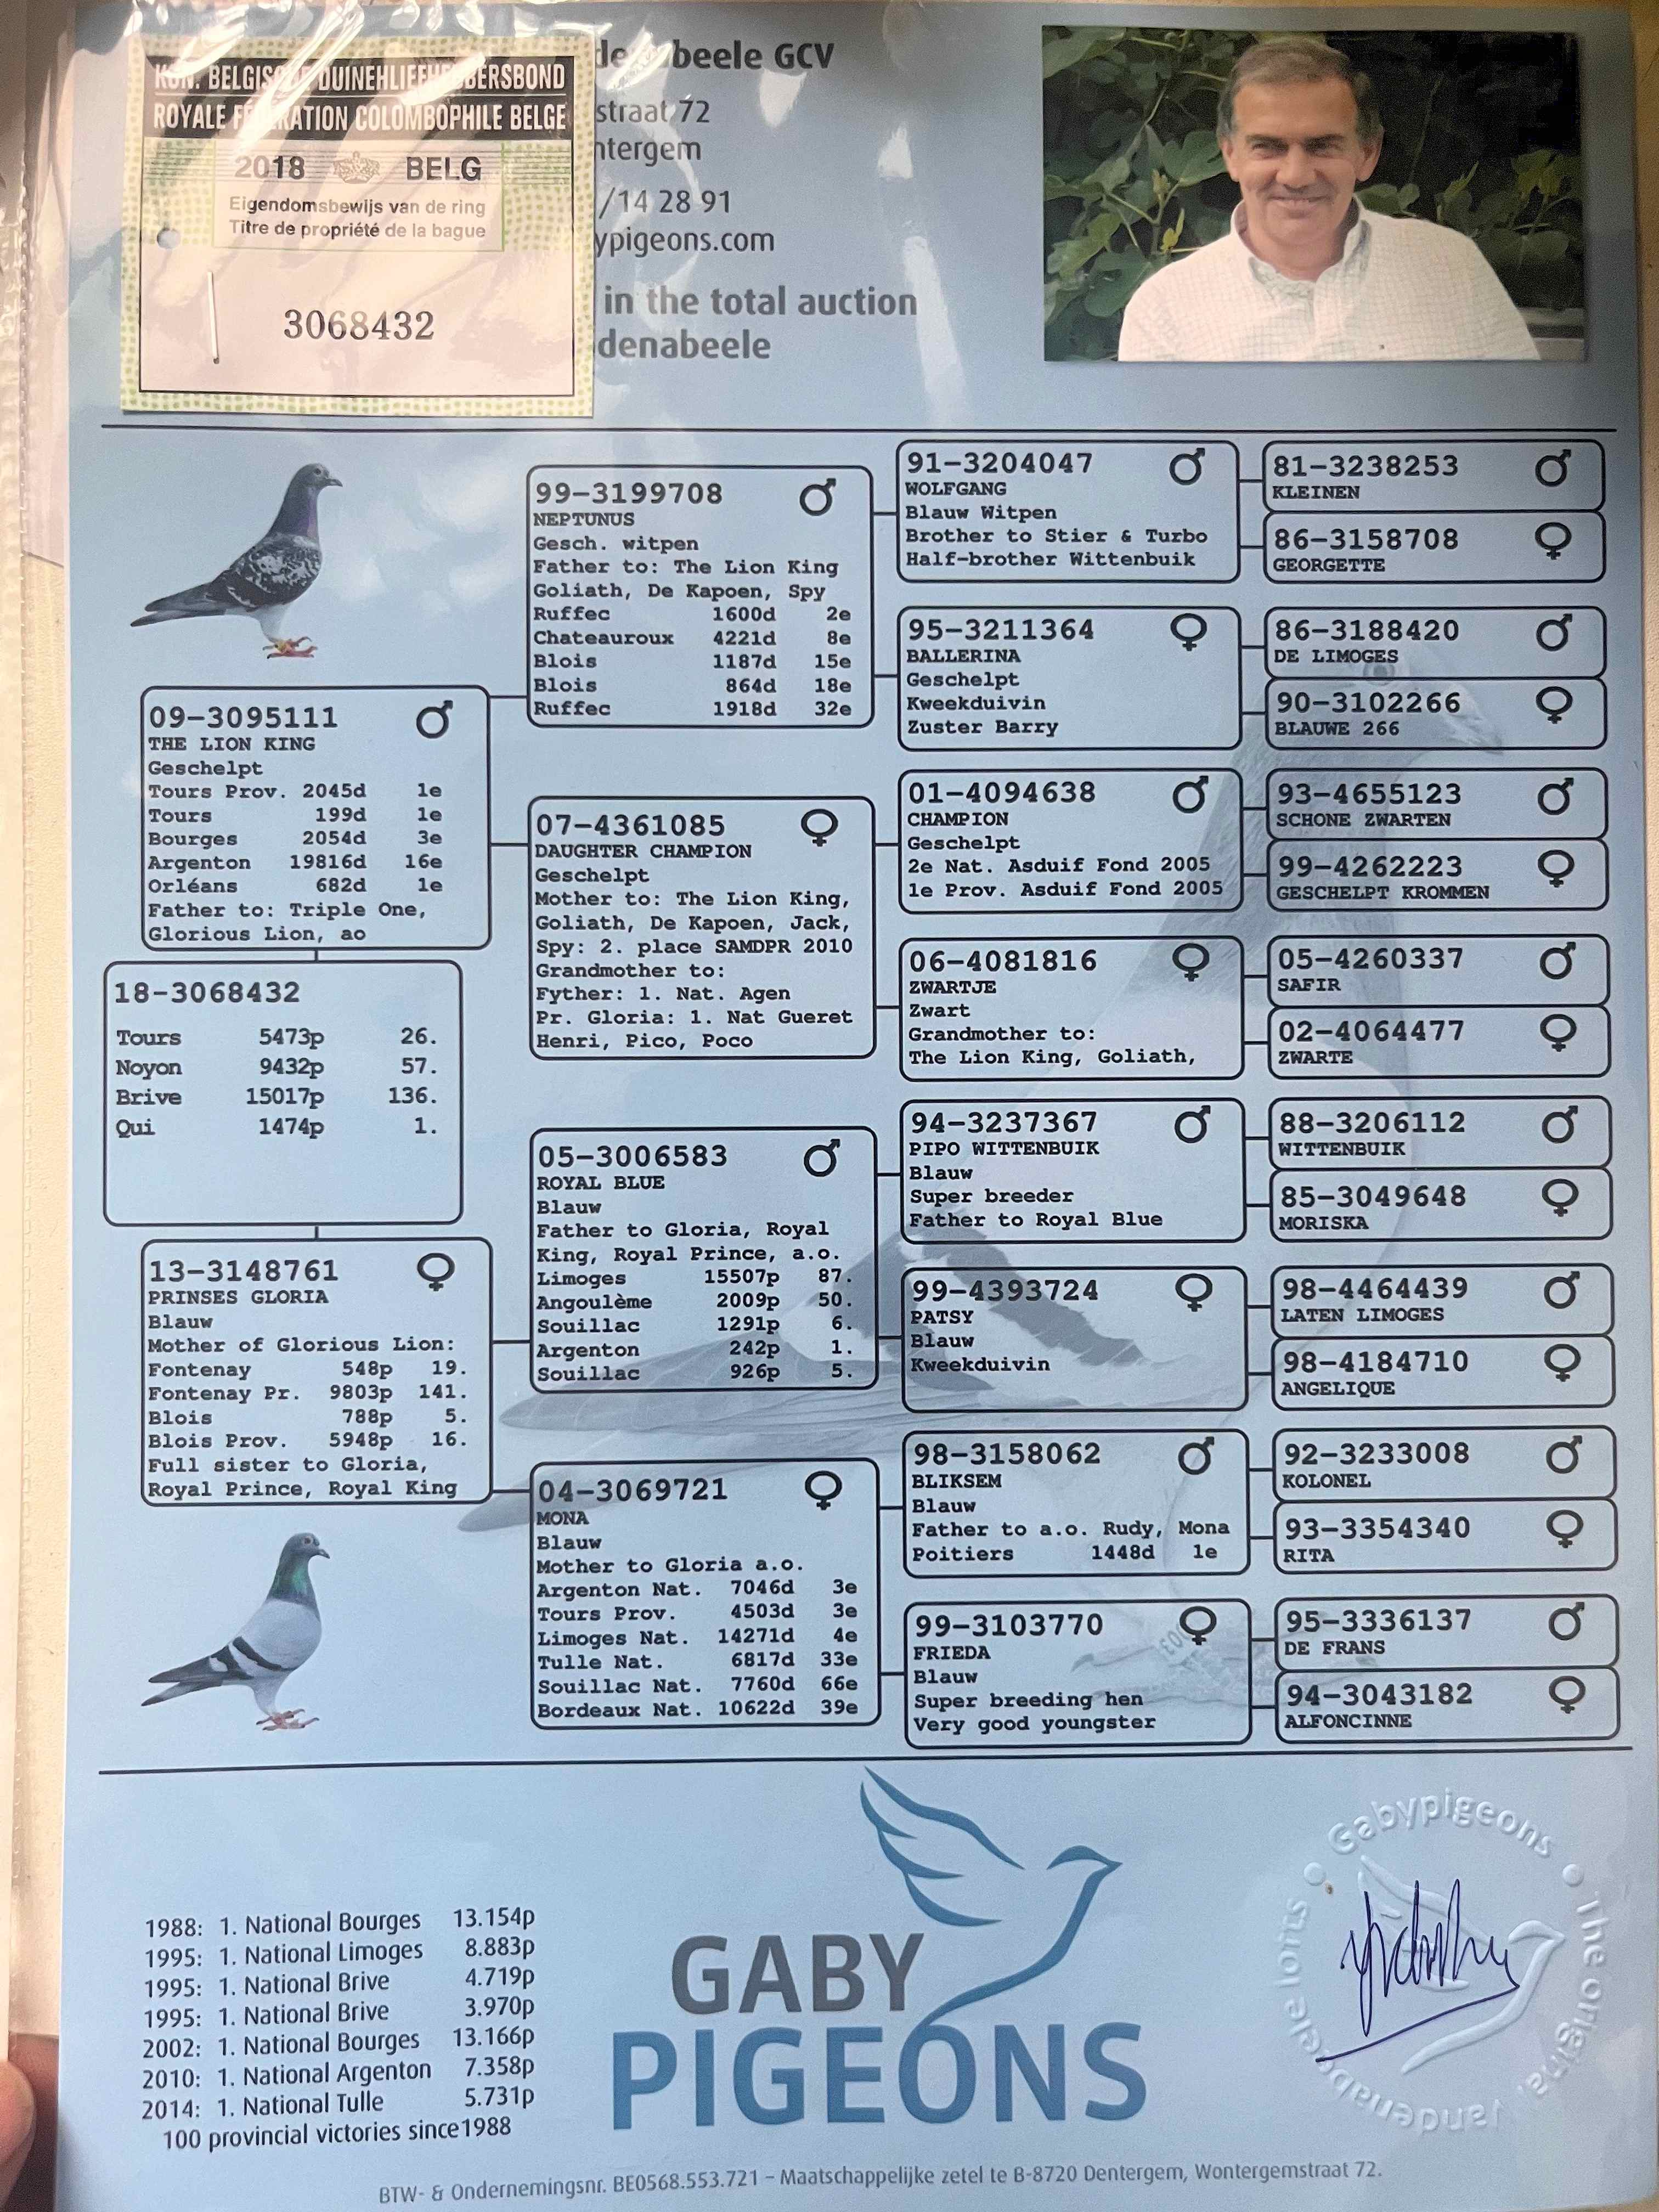 KON. BELGISCHE DUIVENLIEFHEBBERSBOND
ROYALE FÉDÉRATION COLOMBOPHILE BELGE
2018 BELG
Eigendomsbewijs van de ring
Titre de propriété de la bague
3068432
beele GCV
straat 72
ntergem
/14 28 91
ypigeons.com
in the total auction
denabeele
09-3095111 ♂
THE LION KING
Geschelpt
Tours Prov. 2045d 1e
Tours 199d 1e
Bourges 2054d 3e
Argenton 19816d 16e
Orléans 682d 1e
Father to: Triple One,
Glorious Lion, ao
18-3068432
Tours 5473p 26.
Noyon 9432p 57.
Brive 15017p 136.
Qui 1474p 1.
13-3148761 ♀
PRINSES GLORIA
Blauw
Mother of Glorious Lion:
Fontenay 548p 19.
Fontenay Pr. 9803p 141.
Blois 788p 5.
Blois Prov. 5948p 16.
Full sister to Gloria,
Royal Prince, Royal King
99-3199708 ♂
NEPTUNUS
Gesch. witpen
Father to: The Lion King
Goliath, De Kapoen, Spy
Ruffec 1600d 2e
Chateauroux 4221d 8e
Blois 1187d 15e
Blois 864d 18e
Ruffec 1918d 32e
07-4361085 ♀
DAUGHTER CHAMPION
Geschelpt
Mother to: The Lion King,
Goliath, De Kapoen, Jack,
Spy: 2. place SAMDPR 2010
Grandmother to:
Fyther: 1. Nat. Agen
Pr. Gloria: 1. Nat Gueret
Henri, Pico, Poco
05-3006583 ♂
ROYAL BLUE
Blauw
Father to Gloria, Royal
King, Royal Prince, a.o.
Limoges 15507p 87.
Angoulème 2009p 50.
Souillac 1291p 6.
Argenton 242p 1.
Souillac 926p 5.
04-3069721 ♀
MONA
Blauw
Mother to Gloria a.o.
Argenton Nat. 7046d 3e
Tours Prov. 4503d 3e
Limoges Nat. 14271d 4e
Tulle Nat. 6817d 33e
Souillac Nat. 7760d 66e
Bordeaux Nat. 10622d 39e
91-3204047 ♂
WOLFGANG
Blauw Witpen
Brother to Stier & Turbo
Half-brother Wittenbuik
95-3211364 ♀
BALLERINA
Geschelpt
Kweekduivin
Zuster Barry
01-4094638 ♂
CHAMPION
Geschelpt
2e Nat. Asduif Fond 2005
1e Prov. Asduif Fond 2005
06-4081816 ♀
ZWARTJE
Zwart
Grandmother to:
The Lion King, Goliath,
94-3237367 ♂
PIPO WITTENBUIK
Blauw
Super breeder
Father to Royal Blue
99-4393724 ♀
PATSY
Blauw
Kweekduivin
98-3158062 ♂
BLIKSEM
Blauw
Father to a.o. Rudy, Mona
Poitiers 1448d 1e
99-3103770 ♀
FRIEDA
Blauw
Super breeding hen
Very good youngster
81-3238253 ♂
KLEINEN
86-3158708 ♀
GEORGETTE
86-3188420 ♂
DE LIMOGES
90-3102266 ♀
BLAUWE 266
93-4655123 ♂
SCHONE ZWARTEN
99-4262223 ♀
GESCHELPT KROMMEN
05-4260337 ♂
SAFIR
02-4064477 ♀
ZWARTE
88-3206112 ♂
WITTENBUIK
85-3049648 ♀
MORISKA
98-4464439 ♂
LATEN LIMOGES
98-4184710 ♀
ANGELIQUE
92-3233008 ♂
KOLONEL
93-3354340 ♀
RITA
95-3336137 ♂
DE FRANS
94-3043182 ♀
ALFONCINNE
1988: 1. National Bourges 13.154p
1995: 1. National Limoges 8.883p
1995: 1. National Brive 4.719p
1995: 1. National Brive 3.970p
2002: 1. National Bourges 13.166p
2010: 1. National Argenton 7.358p
2014: 1. National Tulle 5.731p
100 provincial victories since1988
GABY
PIGEONS
Gabypigeons • The original Vandenabeele lofts •
BTW- & Ondernemingsnr. BE0568.553.721 – Maatschappelijke zetel te B-8720 Dentergem, Wontergemstraat 72.